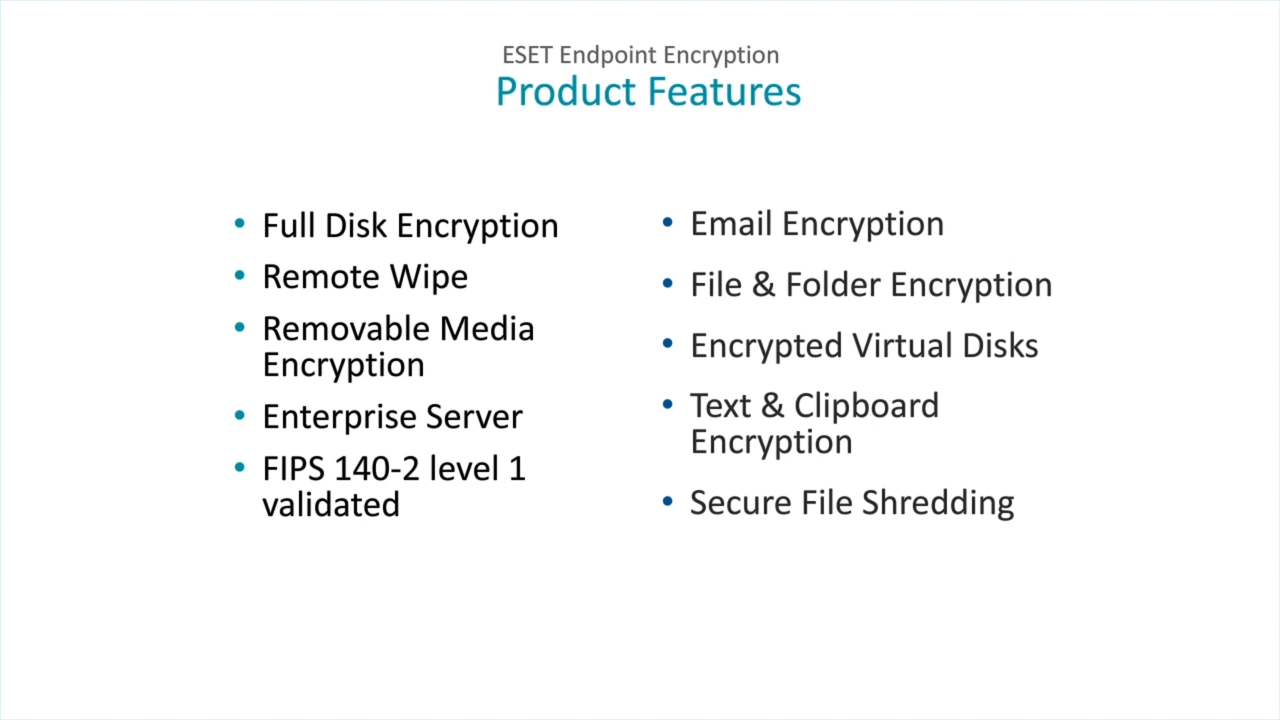 ESET Endpoint Encryption
Product Features
• Full Disk Encryption
• Remote Wipe
• Removable Media
Encryption
• Enterprise Server
• FIPS 140-2 level 1
validated
• Email Encryption
• File & Folder Encryption
• Encrypted Virtual Disks
• Text & Clipboard
Encryption
• Secure File Shredding